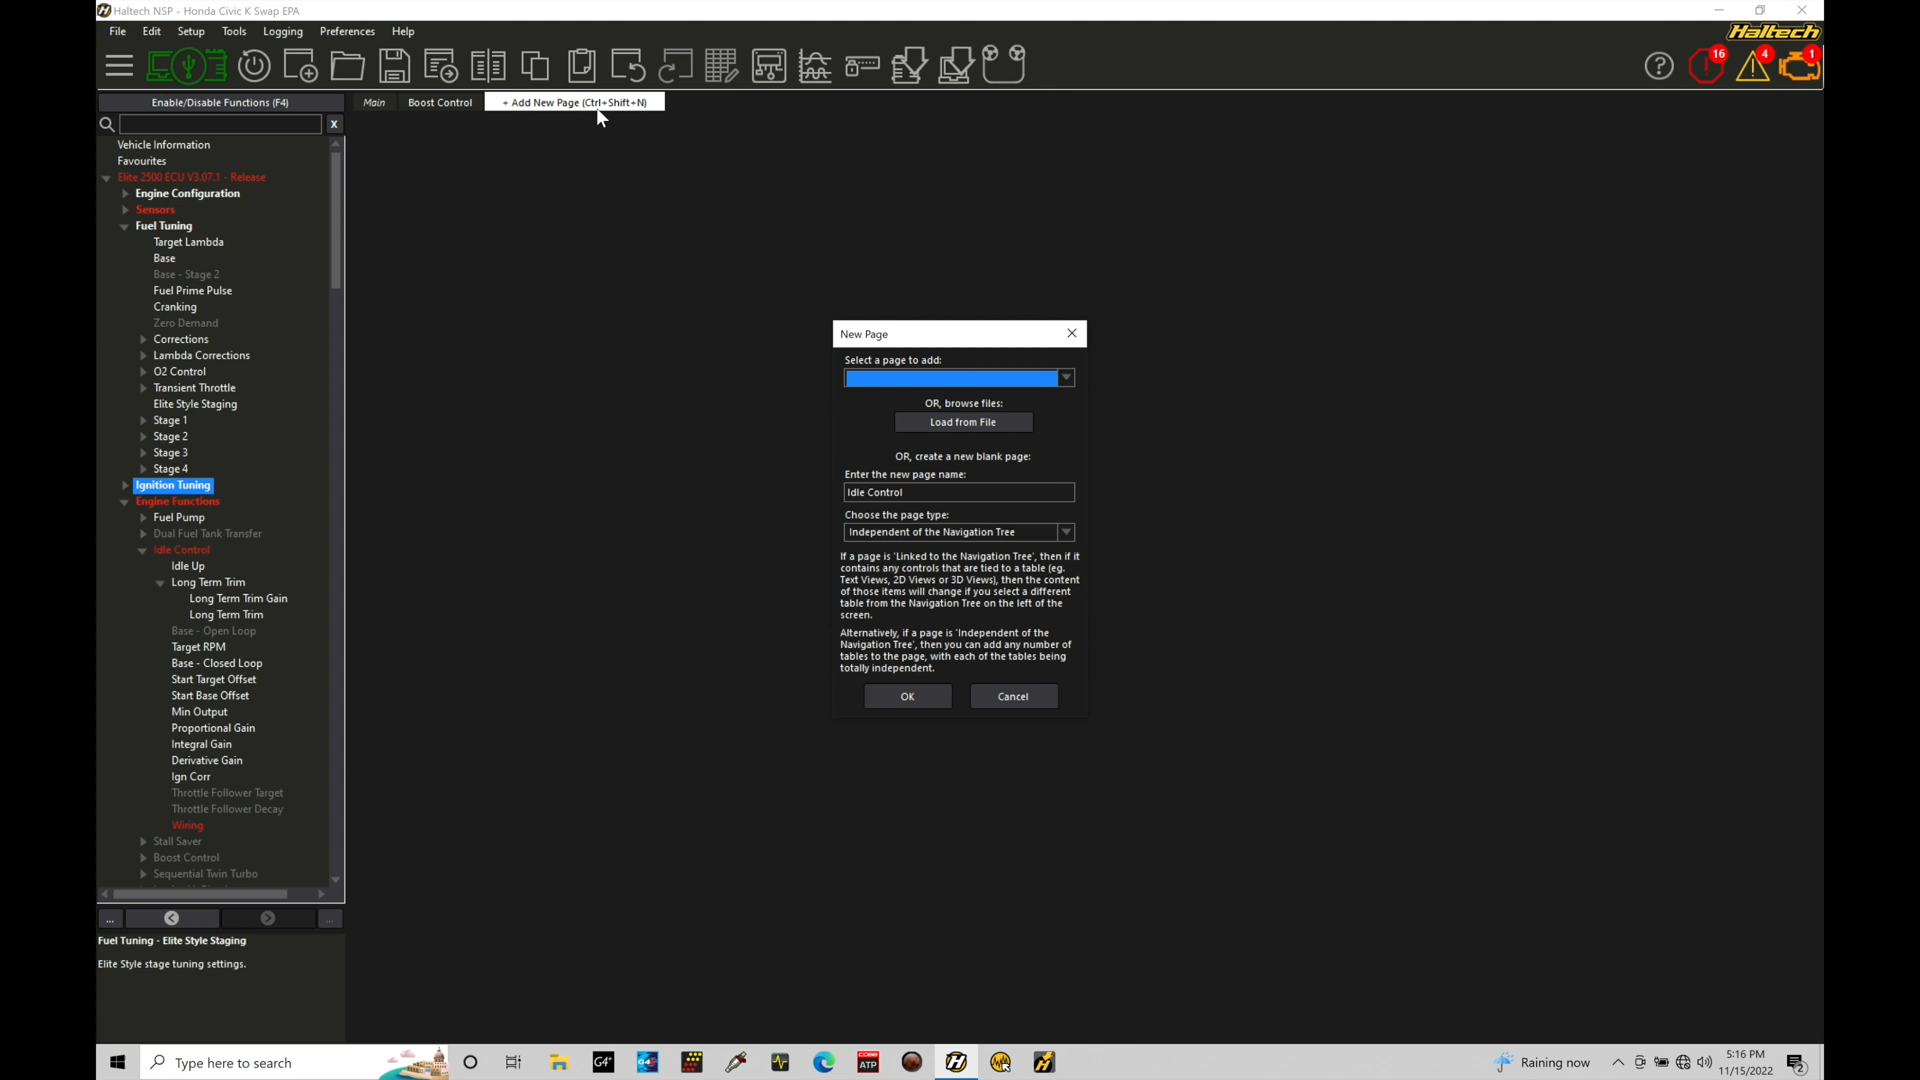 Haltech NSP - Honda Civic K Swap EPA
File Edit Setup Tools Logging Preferences Help
Haltech
16 4 1
Enable/Disable Functions (F4)
Main Boost Control + Add New Page (Ctrl+Shift+N)
X
Vehicle Information
Favourites
Elite 2500 ECU V3.07.1 - Release
Engine Configuration
Sensors
Fuel Tuning
Target Lambda
Base
Base - Stage 2
Fuel Prime Pulse
Cranking
Zero Demand
Corrections
Lambda Corrections
O2 Control
Transient Throttle
Elite Style Staging
Stage 1
Stage 2
Stage 3
Stage 4
Ignition Tuning
Engine Functions
Fuel Pump
Dual Fuel Tank Transfer
Idle Control
Idle Up
Long Term Trim
Long Term Trim Gain
Long Term Trim
Base - Open Loop
Target RPM
Base - Closed Loop
Start Target Offset
Start Base Offset
Min Output
Proportional Gain
Integral Gain
Derivative Gain
Ign Corr
Throttle Follower Target
Throttle Follower Decay
Wiring
Stall Saver
Boost Control
Sequential Twin Turbo
... ...
Fuel Tuning - Elite Style Staging
Elite Style stage tuning settings.
New Page
Select a page to add:
OR, browse files:
Load from File
OR, create a new blank page:
Enter the new page name:
Idle Control
Choose the page type:
Independent of the Navigation Tree
If a page is 'Linked to the Navigation Tree', then if it
contains any controls that are tied to a table (eg.
Text Views, 2D Views or 3D Views), then the content
of those items will change if you select a different
table from the Navigation Tree on the left of the
screen.
Alternatively, if a page is 'Independent of the
Navigation Tree', then you can add any number of
tables to the page, with each of the tables being
totally independent.
OK Cancel
Type here to search
G4+
ATP
Raining now
5:16 PM
11/15/2022
2